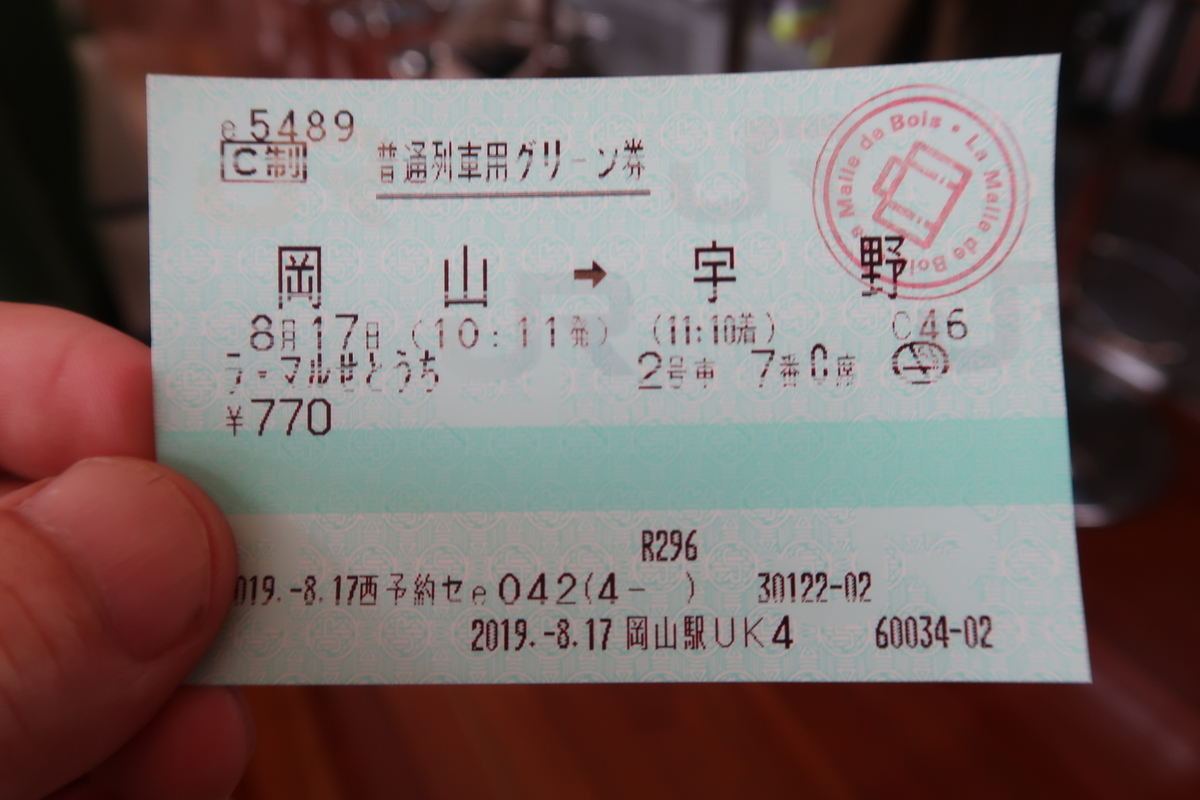 e5489
C制 普通列車用グリーン券
La Malle de Bois • La Malle de Bois
岡 山 → 宇 野
8月17日 (10:11発) (11:10着) C46
ラ・マルせとうち 2号車 7番C席
¥770
R296
019.-8.17西予約セe042(4- ) 30122-02
2019.-8.17 岡山駅UK4 60034-02